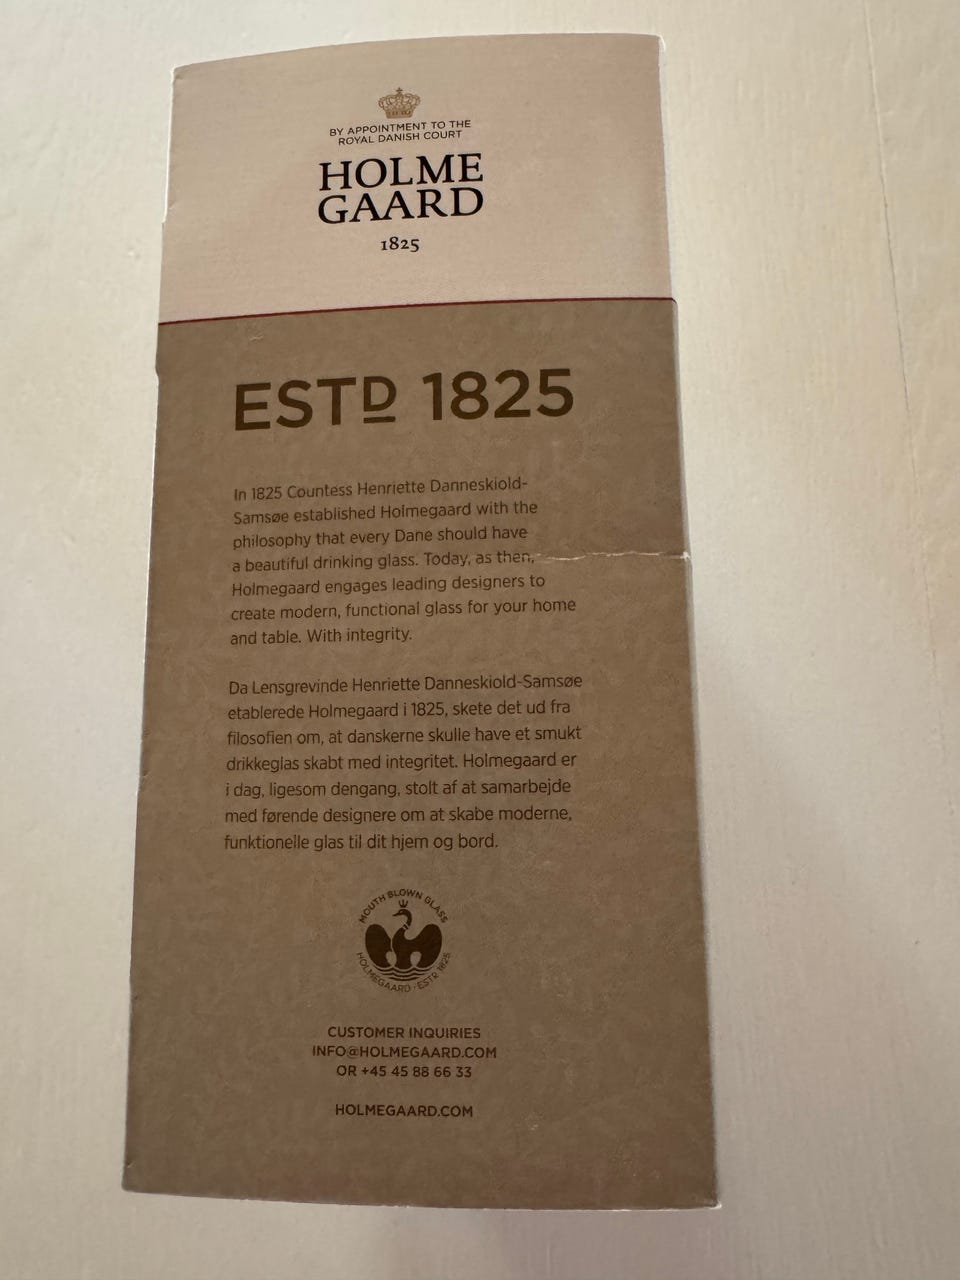 BY APPOINTMENT TO THE
ROYAL DANISH COURT
HOLME
GAARD
1825
ESTD 1825
In 1825 Countess Henriette Danneskiold-
Samsøe established Holmegaard with the
philosophy that every Dane should have
a beautiful drinking glass. Today, as then,
Holmegaard engages leading designers to
create modern, functional glass for your home
and table. With integrity.
Da Lensgrevinde Henriette Danneskiold-Samsøe
etablerede Holmegaard i 1825, skete det ud fra
filosofien om, at danskerne skulle have et smukt
drikkeglas skabt med integritet. Holmegaard er
i dag, ligesom dengang, stolt af at samarbejde
med førende designere om at skabe moderne,
funktionelle glas til dit hjem og bord.
MOUTH BLOWN GLASS
HOLMEGAARD · ESTR 1825
CUSTOMER INQUIRIES
INFO@HOLMEGAARD.COM
OR +45 45 88 66 33
HOLMEGAARD.COM